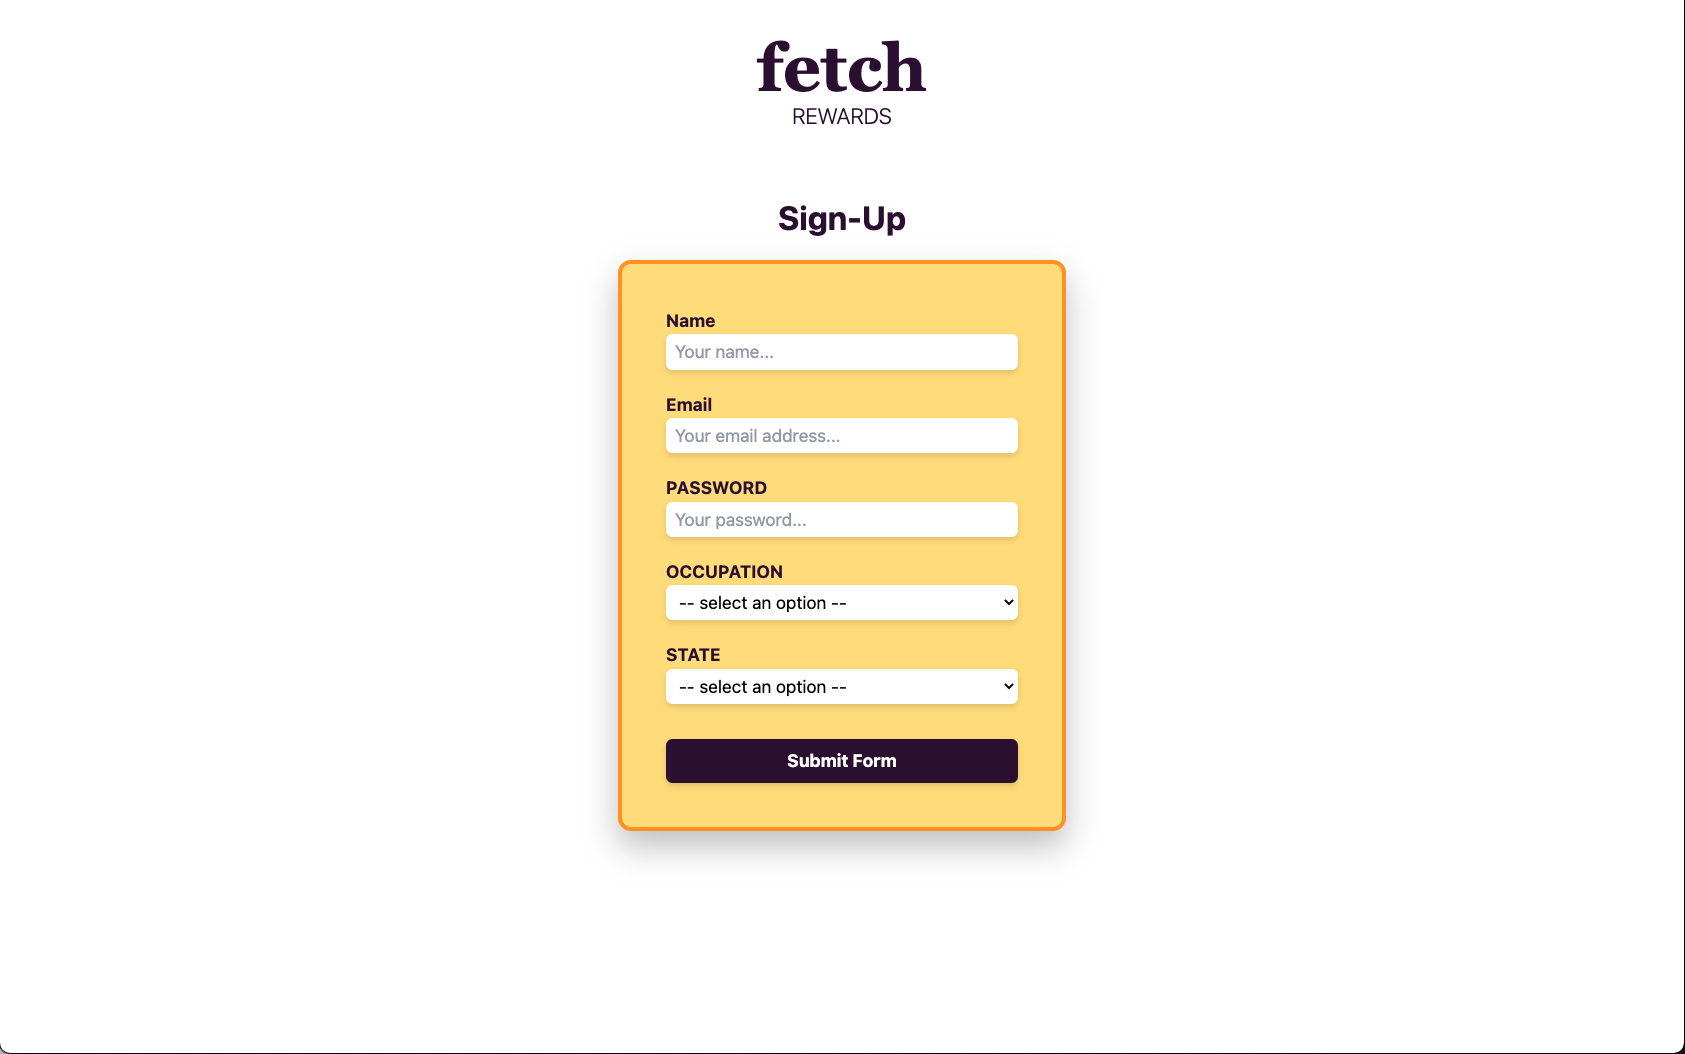 fetch
REWARDS
Sign-Up
Name
Your name...
Email
Your email address...
PASSWORD
Your password...
OCCUPATION
-- select an option --
STATE
-- select an option --
Submit Form